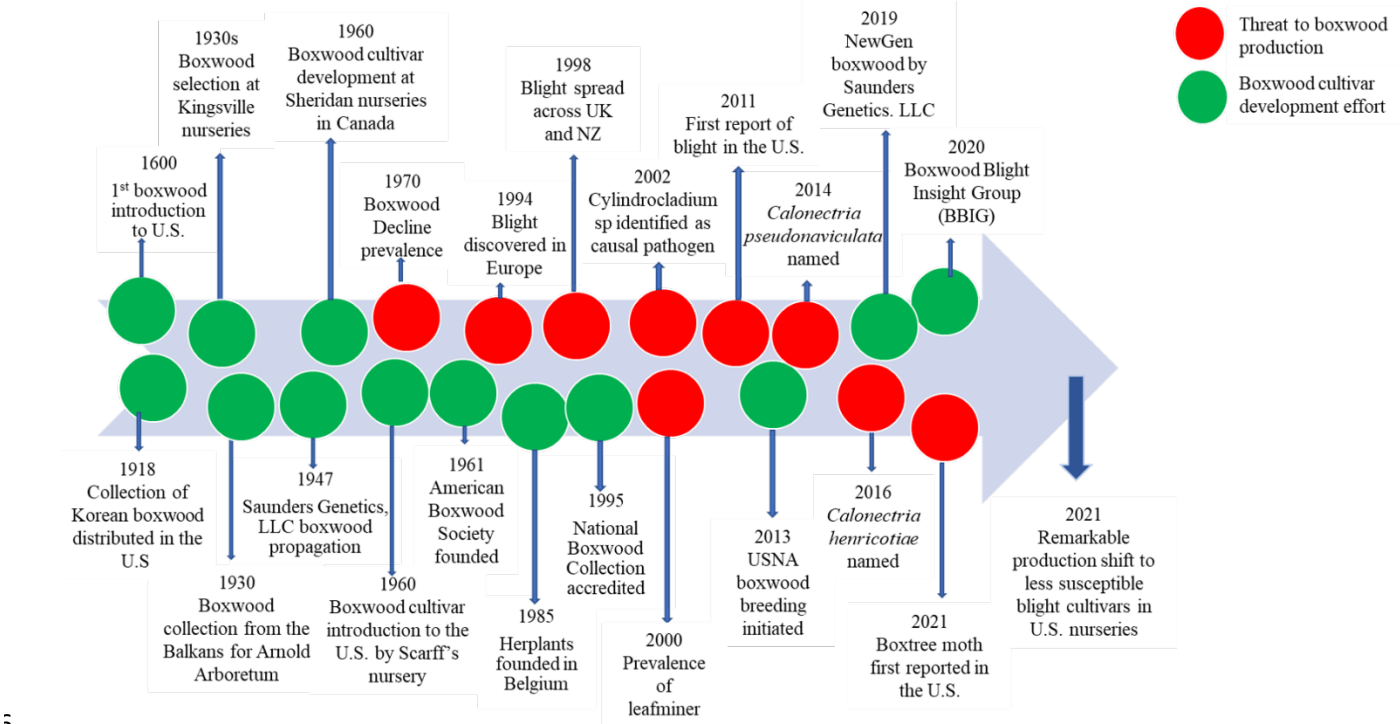 1600
1st boxwood
introduction
to U.S.
1930s
Boxwood
selection at
Kingsville
nurseries
1960
Boxwood cultivar
development at
Sheridan nurseries
in Canada
1970
Boxwood
Decline
prevalence
1994
Blight
discovered in
Europe
1998
Blight spread
across UK
and NZ
2002
Cylindrocladium
sp identified as
causal pathogen
2011
First report of
blight in the U.S.
2014
Calonectria
pseudonaviculata
named
2019
NewGen
boxwood by
Saunders
Genetics. LLC
2020
Boxwood Blight
Insight Group
(BBIG)
Threat to boxwood
production
Boxwood cultivar
development effort
1918
Collection of
Korean boxwood
distributed in the
U.S
1930
Boxwood
collection from the
Balkans for Arnold
Arboretum
1947
Saunders Genetics,
LLC boxwood
propagation
1960
Boxwood cultivar
introduction to the
U.S. by Scarff's
nursery
1961
American
Boxwood
Society
founded
1985
Herplants
founded in
Belgium
1995
National
Boxwood
Collection
accredited
2000
Prevalence
of
leafminer
2013
USNA
boxwood
breeding
initiated
2016
Calonectria
henricotiae
named
2021
Boxtree moth
first reported in
the U.S.
2021
Remarkable
production shift to
less susceptible
blight cultivars in
U.S. nurseries